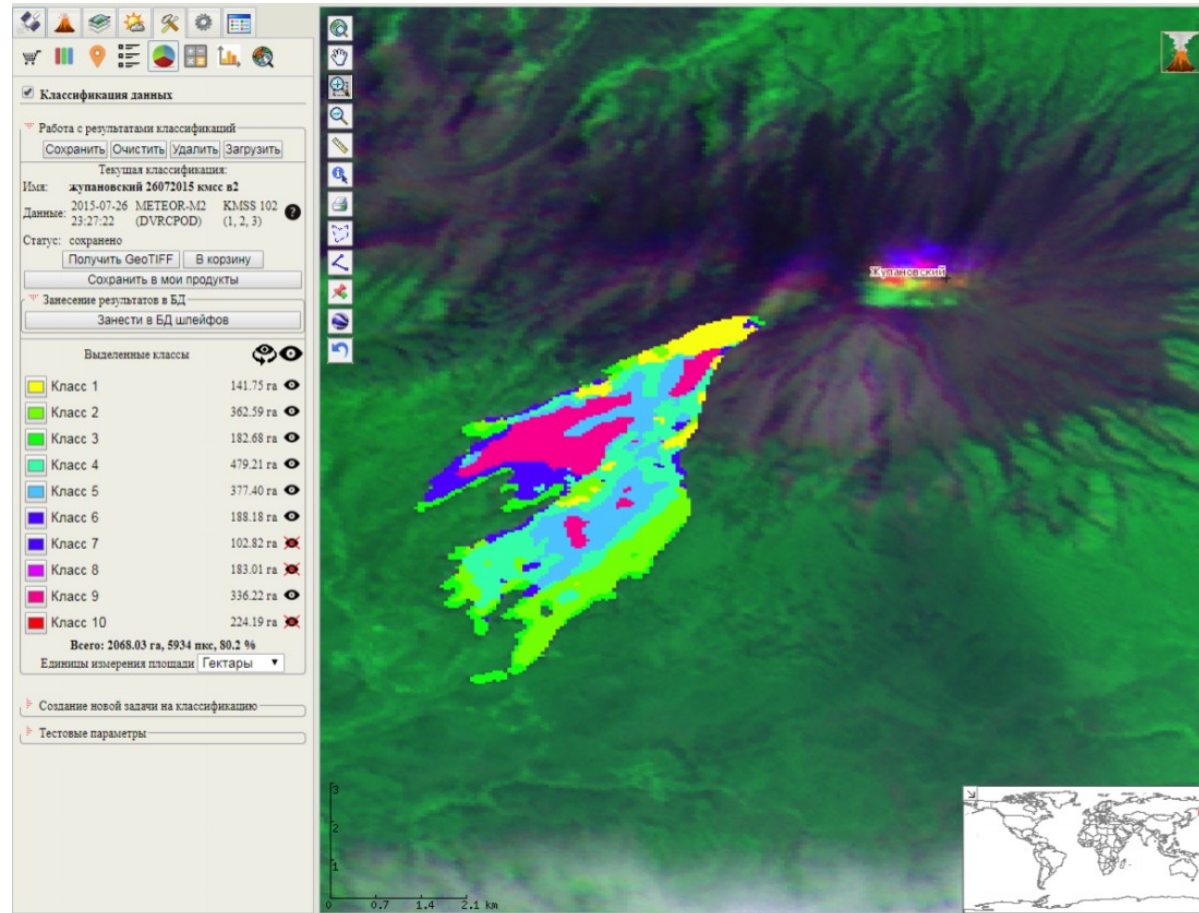 Классификация данных
Работа с результатами классификаций
Сохранить Очистить Удалить Загрузить
Текущая классификация:
Имя: жупановский 26072015 кмсс в2
Данные: 2015-07-26 METEOR-M2 KMSS 102
23:27:22 (DVRCPOD) (1, 2, 3) ?
Статус: сохранено
Получить GeoTIFF В корзину
Сохранить в мои продукты
Занесение результатов в БД
Занести в БД шлейфов
Выделенные классы
Класс 1 141.75 га
Класс 2 362.59 га
Класс 3 182.68 га
Класс 4 479.21 га
Класс 5 377.40 га
Класс 6 188.18 га
Класс 7 102.82 га
Класс 8 183.01 га
Класс 9 336.22 га
Класс 10 224.19 га
Всего: 2068.03 га, 5934 пкс, 80.2 %
Единицы измерения площади Гектары
Создание новой задачи на классификацию
Тестовые параметры
Жупановский
3
2
1
0 0.7 1.4 2.1 km